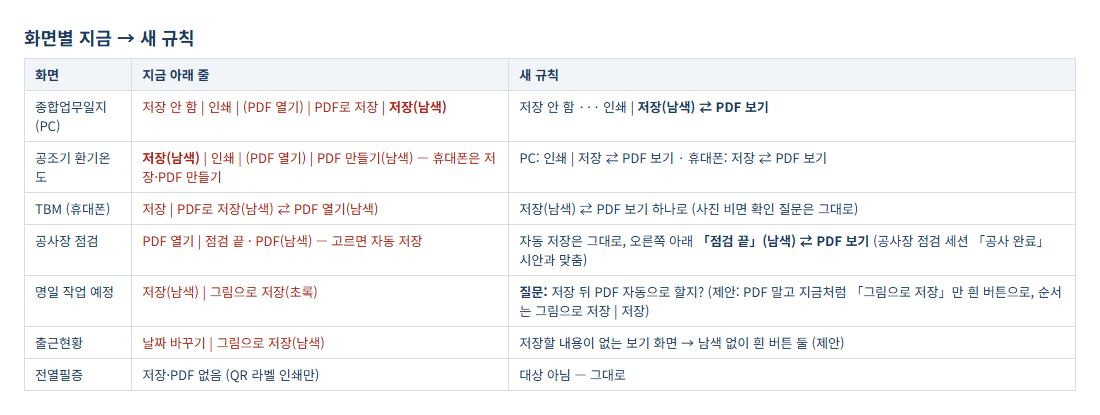 화면별 지금 → 새 규칙
화면
지금 아래 줄
새 규칙
종합업무일지
(PC)
저장 안 함 | 인쇄 | (PDF 열기) | PDF로 저장 | 저장(남색)
저장 안 함 · · · 인쇄 | 저장(남색) ⇄ PDF 보기
공조기 환기온
도
저장(남색) | 인쇄 | (PDF 열기) | PDF 만들기(남색) — 휴대폰은 저
장·PDF 만들기
PC: 인쇄 | 저장 ⇄ PDF 보기 · 휴대폰: 저장 ⇄ PDF 보기
TBM (휴대폰)
저장 | PDF로 저장(남색) ⇄ PDF 열기(남색)
저장(남색) ⇄ PDF 보기 하나로 (사진 비면 확인 질문은 그대로)
공사장 점검
PDF 열기 | 점검 끝 · PDF(남색) — 고르면 자동 저장
자동 저장은 그대로, 오른쪽 아래 「점검 끝」(남색) ⇄ PDF 보기 (공사장 점검 세션 「공사 완료」
시안과 맞춤)
명일 작업 예정
저장(남색) | 그림으로 저장(초록)
질문: 저장 뒤 PDF 자동으로 할지? (제안: PDF 말고 지금처럼 「그림으로 저장」만 흰 버튼으로, 순서
는 그림으로 저장 | 저장)
출근현황
날짜 바꾸기 | 그림으로 저장(남색)
저장할 내용이 없는 보기 화면 → 남색 없이 흰 버튼 둘 (제안)
전열필증
저장·PDF 없음 (QR 라벨 인쇄만)
대상 아님 — 그대로